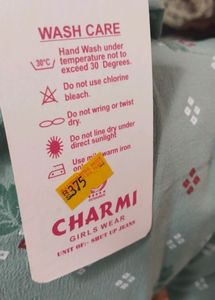 WASH CARE
30°C
Hand Wash under
temperature not to
exceed 30 Degrees.
Do not use chlorine
bleach.
Do not wring or twist
dry.
Do not line dry under
direct sunlight
Use mild warm iron
375
CHARMI
GIRLS WEAR
UNIT OF:- SHUT UP JEANS